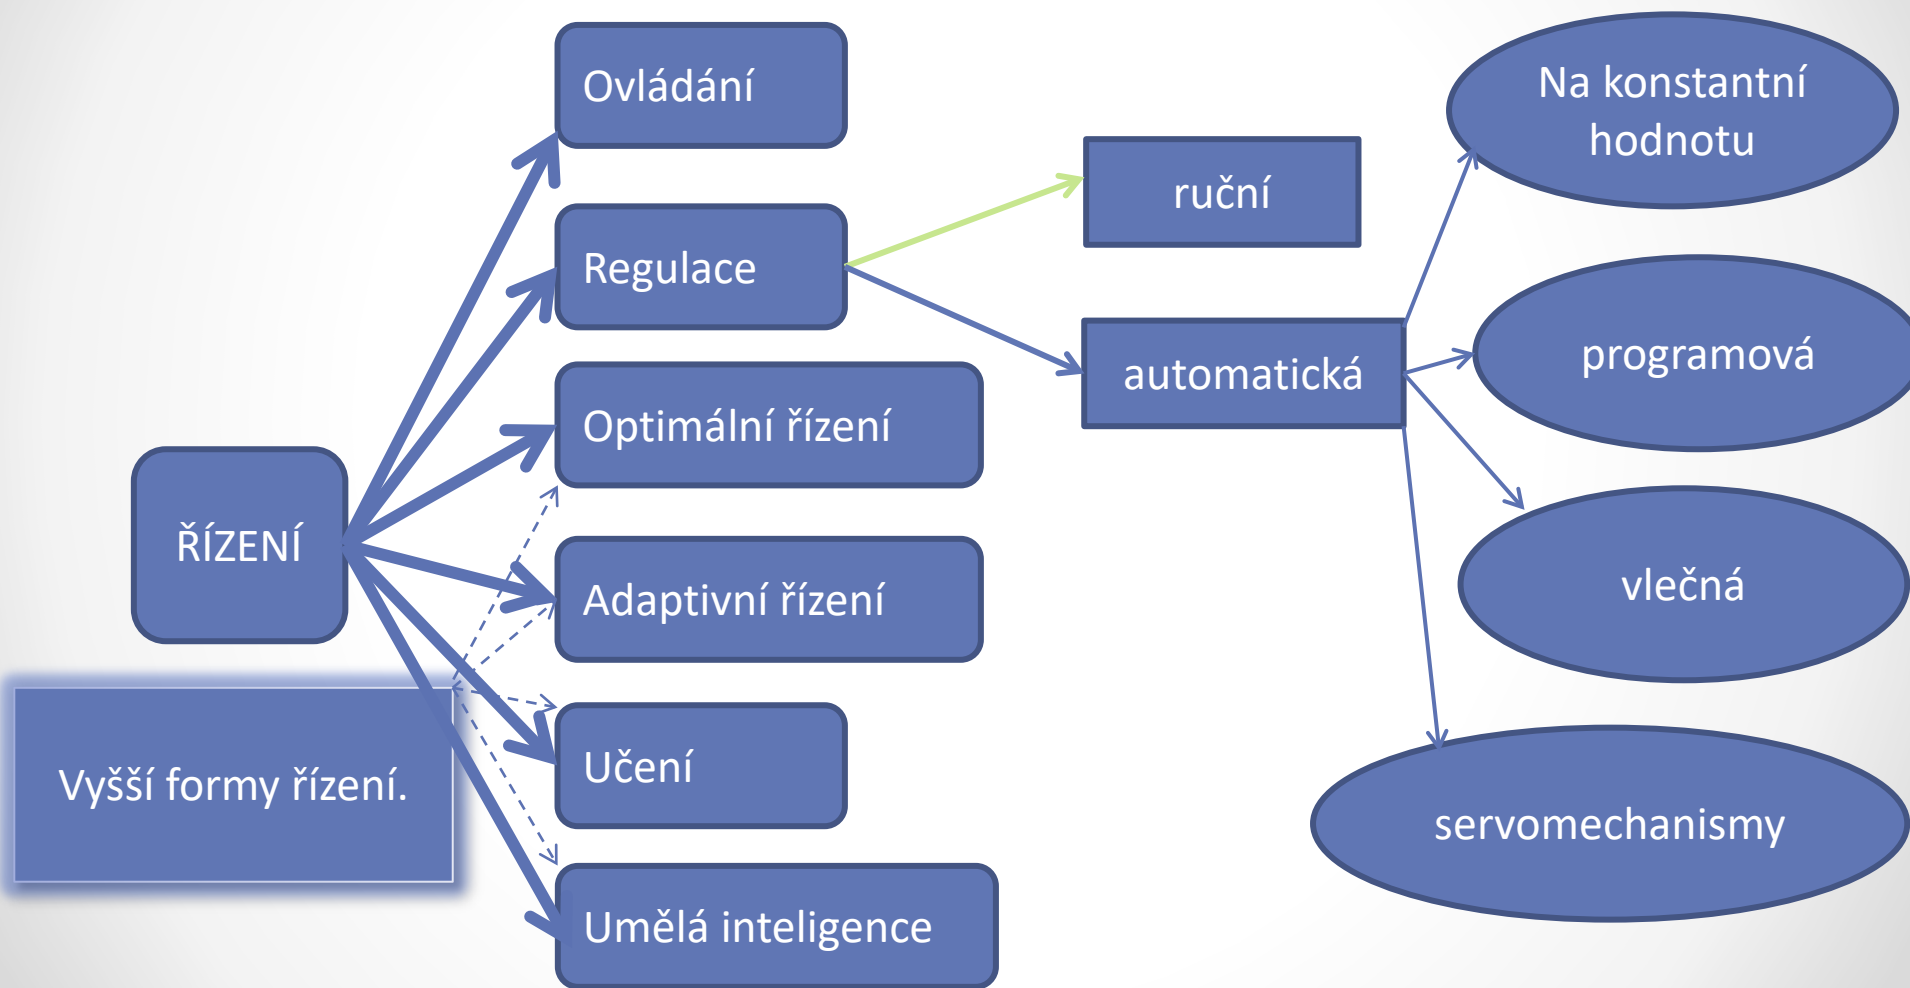 ŘÍZENÍ
Vyšší formy řízení.
Ovládání
Regulace
Optimální řízení
Adaptivní řízení
Učení
Umělá inteligence
ruční
automatická
Na konstantní
hodnotu
programová
vlečná
servomechanismy